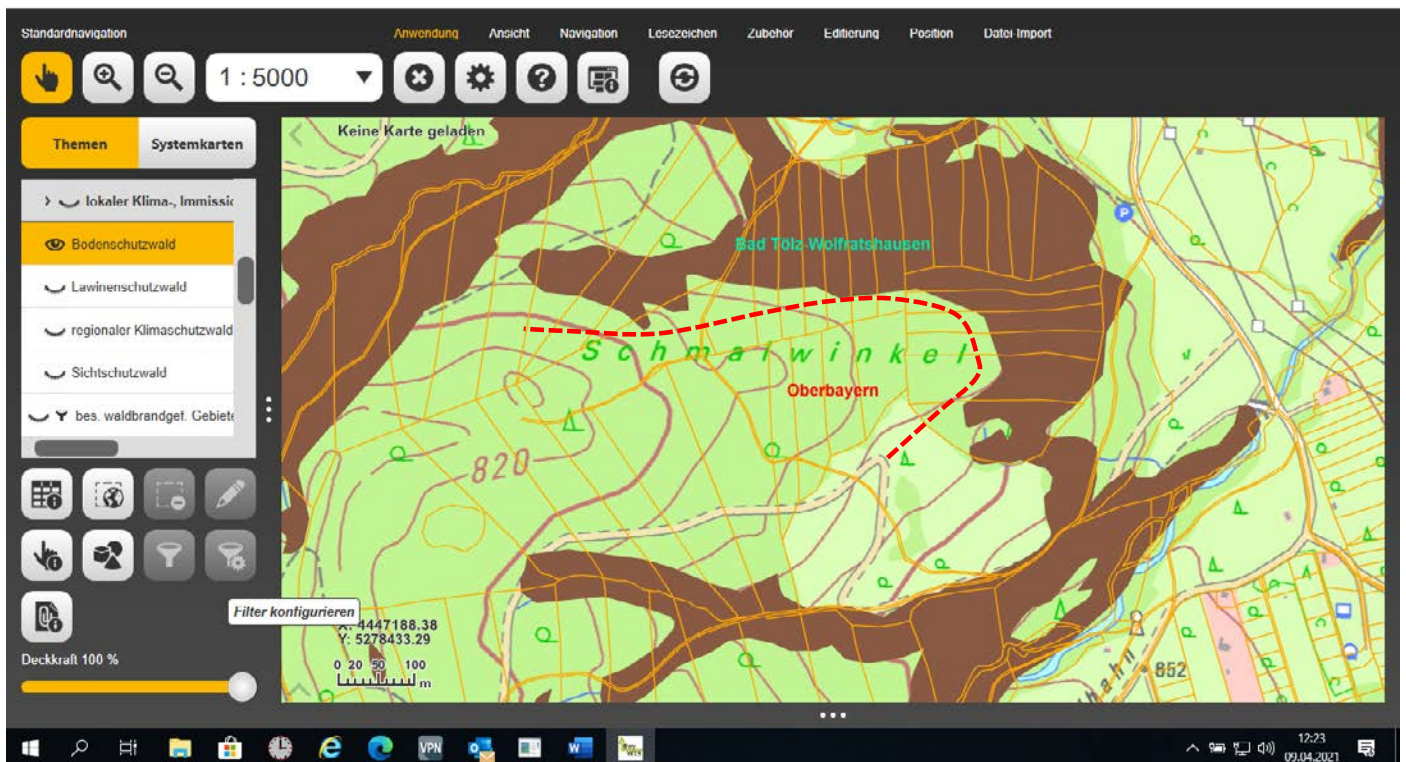 Standardnavigation
Anwendung Ansicht Navigation Lesezeichen Zubehör Editierung Position Datei-Import
1 : 5000
Themen Systemkarten
Keine Karte geladen
lokaler Klima-, Immissic
Bodenschutzwald
Lawinenschutzwald
regionaler Klimaschutzwald
Sichtschutzwald
bes. waldbrandgef. Gebiete
Bad Tölz-Wolfratshausen
P
Schmalwinkel
Oberbayern
820
Filter konfigurieren
X: 4447188.38
Y: 5278433.29
0 20 50 100
m
Deckkraft 100 %
852
VPN
12:23
09.04.2021